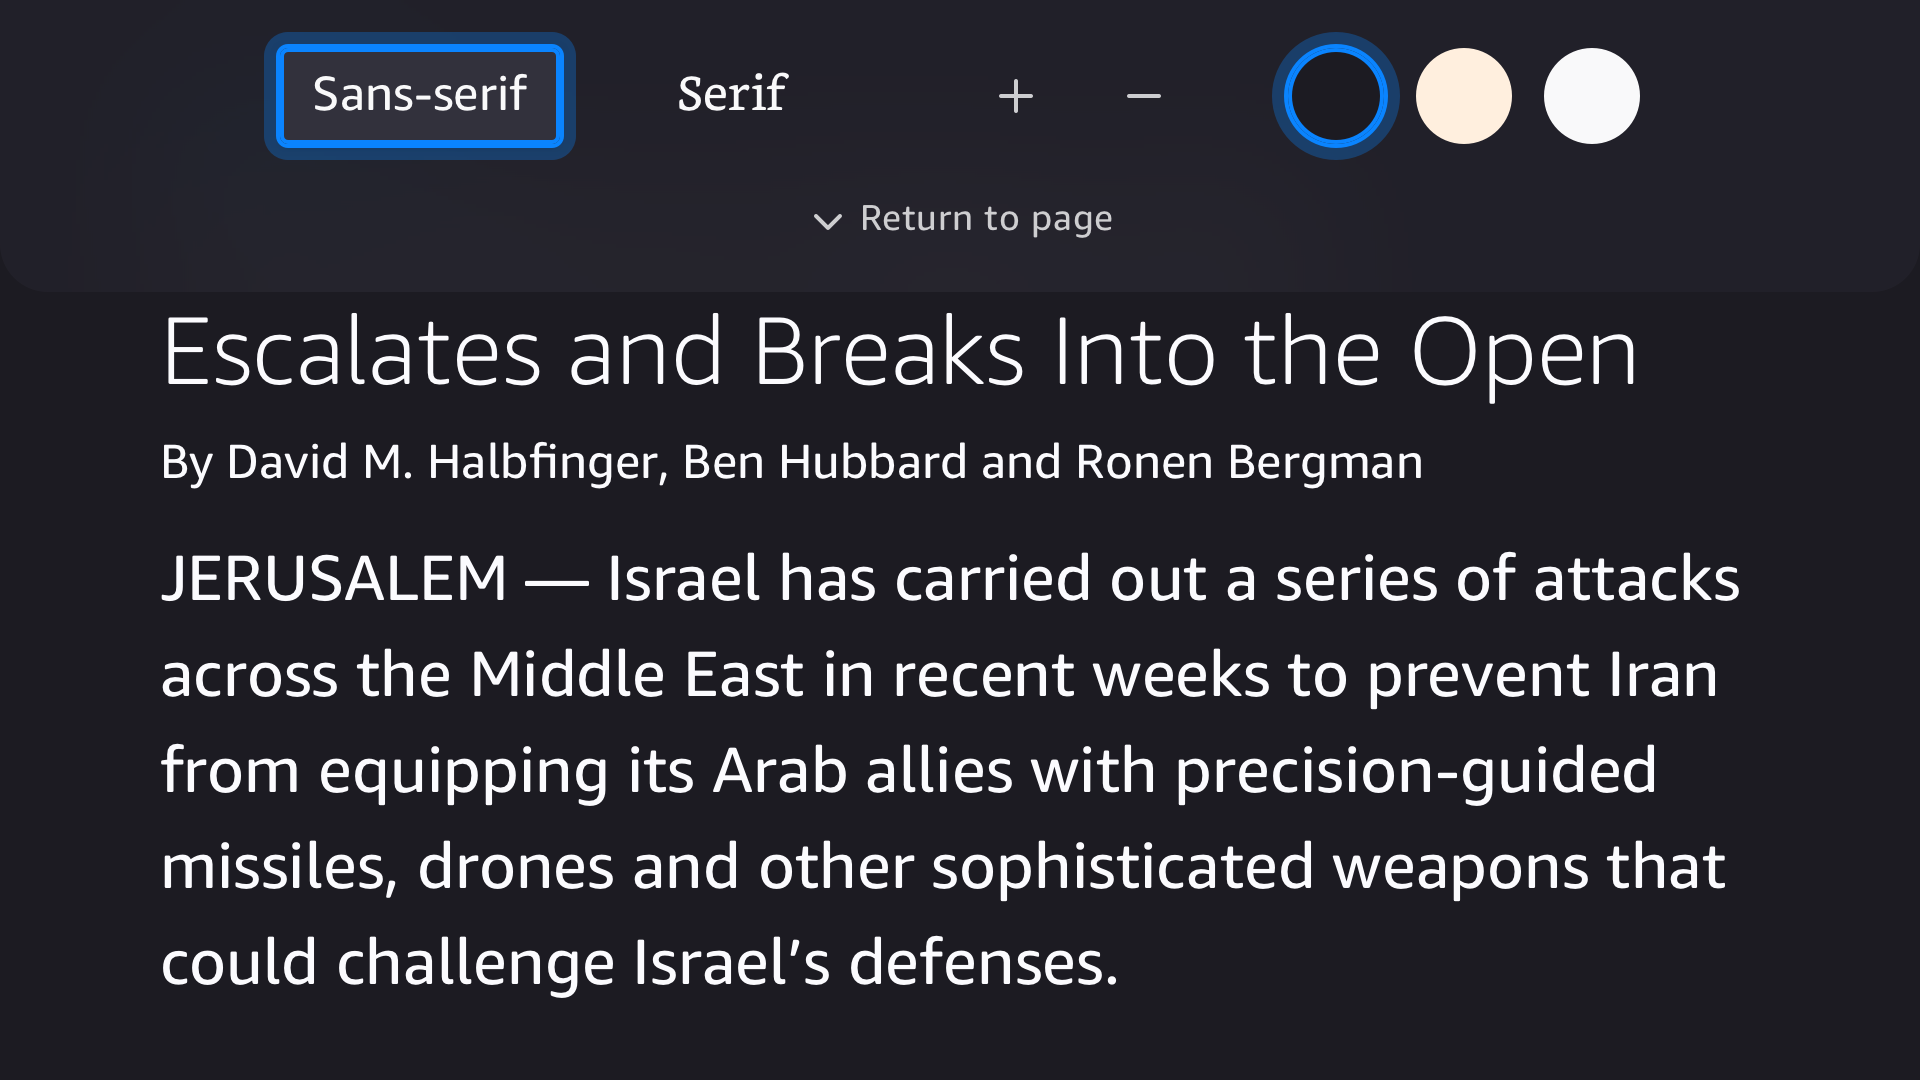 Sans-serif Serif + −
Return to page
Escalates and Breaks Into the Open
By David M. Halbfinger, Ben Hubbard and Ronen Bergman
JERUSALEM — Israel has carried out a series of attacks
across the Middle East in recent weeks to prevent Iran
from equipping its Arab allies with precision-guided
missiles, drones and other sophisticated weapons that
could challenge Israel’s defenses.